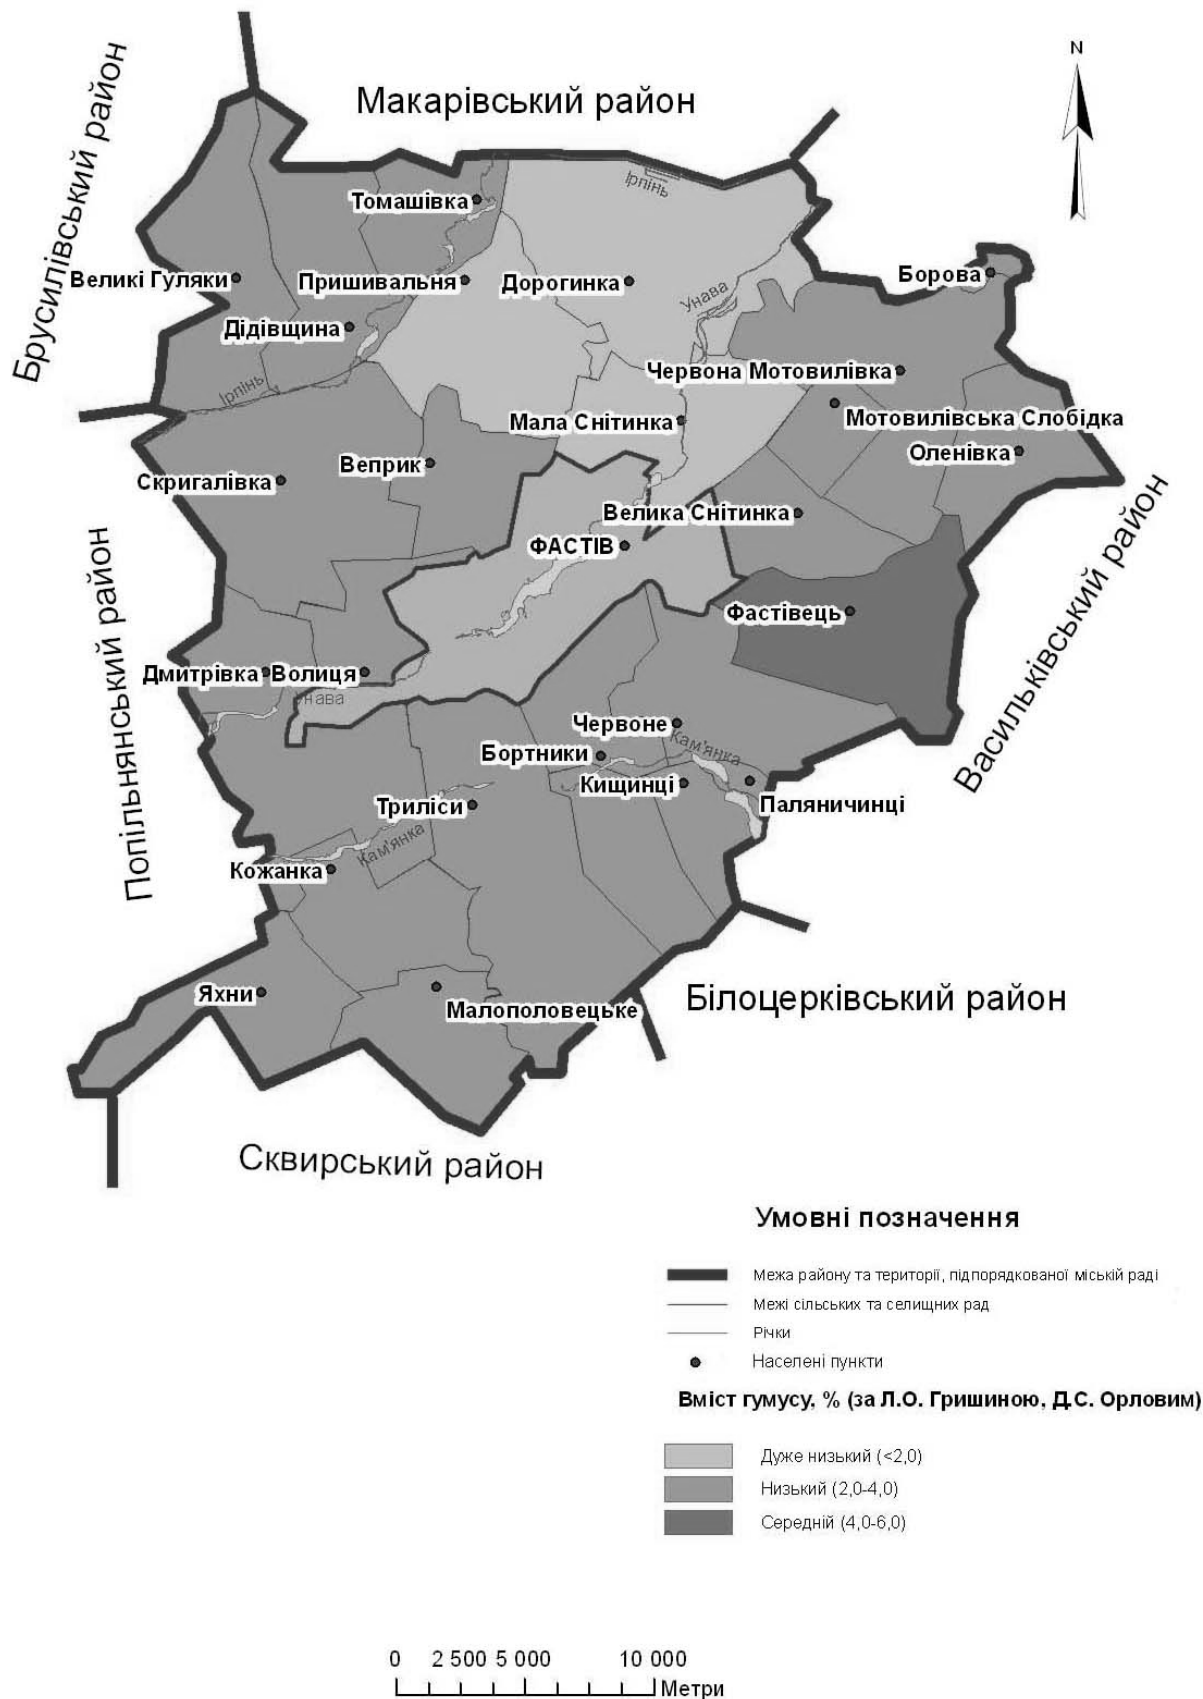 N
Макарівський район
Брусилівський район
Ірпінь
Томашівка
Великі Гуляки
Пришивальня
Дорогинка
Борова
Унава
Дідівщина
Ірпінь
Червона Мотовилівка
Мала Снітинка
Мотовилівська Слобідка
Оленівка
Веприк
Скригалівка
Велика Снітинка
ФАСТІВ
Васильківський район
Попільнянський район
Фастівець
Дмитрівка
Волиця
Унава
Червоне
Кам'янка
Бортники
Кищинці
Паляничинці
Триліси
Кам'янка
Кожанка
Яхни
Малополовецьке
Білоцерківський район
Сквирський район
Умовні позначення
Межа району та території, підпорядкованої міській раді
Межі сільських та селищних рад
Річки
Населені пункти
Вміст гумусу, % (за Л.О. Гришиною, Д.С. Орловим)
Дуже низький (<2,0)
Низький (2,0-4,0)
Середній (4,0-6,0)
0 2 500 5 000 10 000
Метри